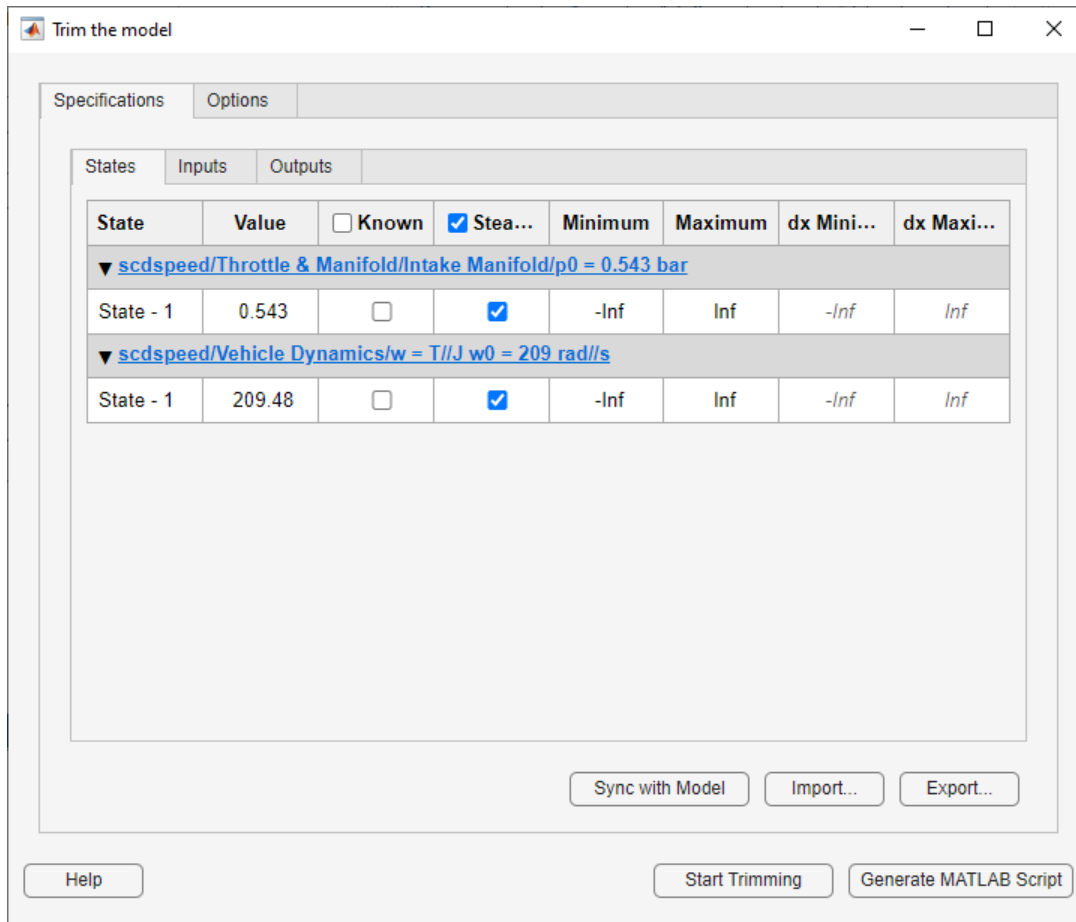 Trim the model
Specifications Options
States Inputs Outputs
State Value Known Stea... Minimum Maximum dx Mini... dx Maxi...
scdspeed/Throttle & Manifold/Intake Manifold/p0 = 0.543 bar
State - 1 0.543 -Inf Inf -Inf Inf
scdspeed/Vehicle Dynamics/w = T//J w0 = 209 rad//s
State - 1 209.48 -Inf Inf -Inf Inf
Sync with Model Import... Export...
Help Start Trimming Generate MATLAB Script